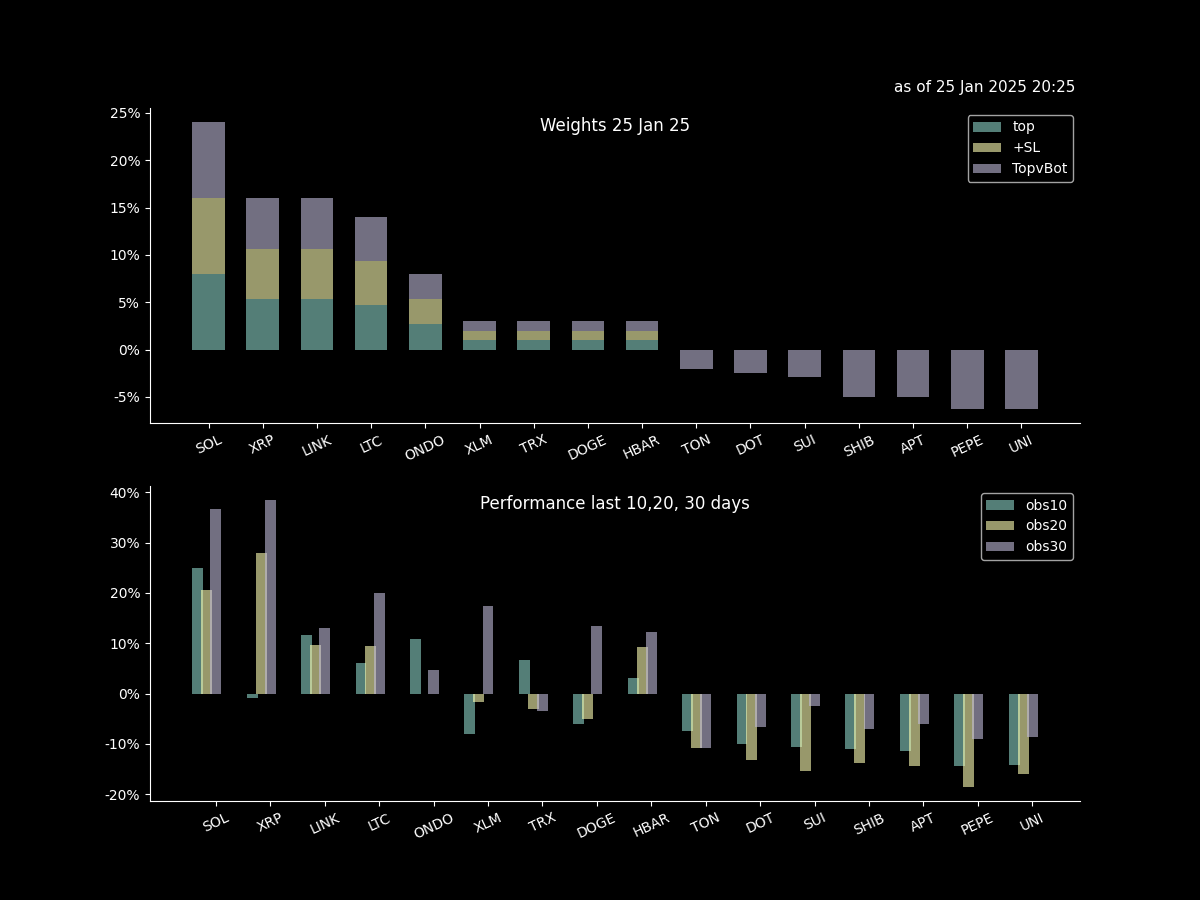 as of 25 Jan 2025 20:25
Weights 25 Jan 25
top
+SL
TopvBot
25%
20%
15%
10%
5%
0%
-5%
SOL XRP LINK LTC ONDO XLM TRX DOGE HBAR TON DOT SUI SHIB APT PEPE UNI
Performance last 10,20, 30 days
obs10
obs20
obs30
40%
30%
20%
10%
0%
-10%
-20%
SOL XRP LINK LTC ONDO XLM TRX DOGE HBAR TON DOT SUI SHIB APT PEPE UNI